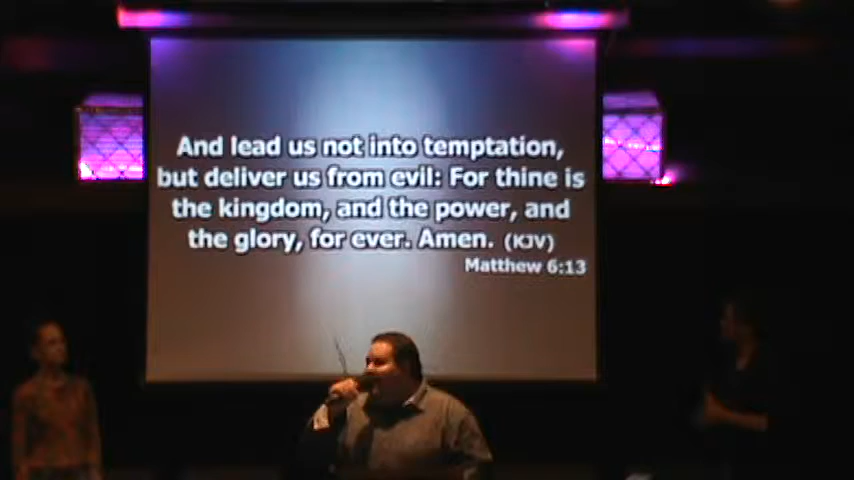 And lead us not into temptation,
but deliver us from evil: For thine is
the kingdom, and the power, and
the glory, for ever. Amen. (KJV)
Matthew 6:13